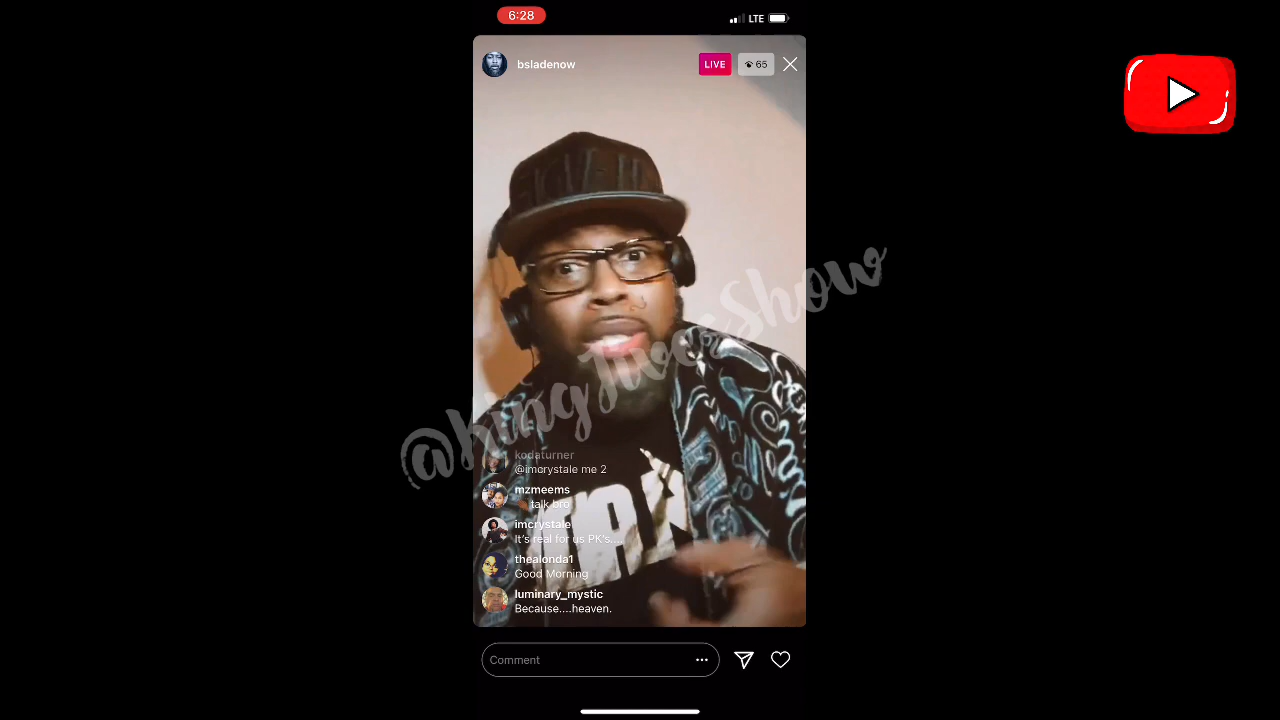 6:28
LTE
bsladenow
LIVE
65
@KingJivesShow
kodaturner
@imcrystale me 2
mzmeems
talk bro
imcrystale
It's real for us PK's....
thealonda1
Good Morning
luminary_mystic
Because....heaven.
Comment